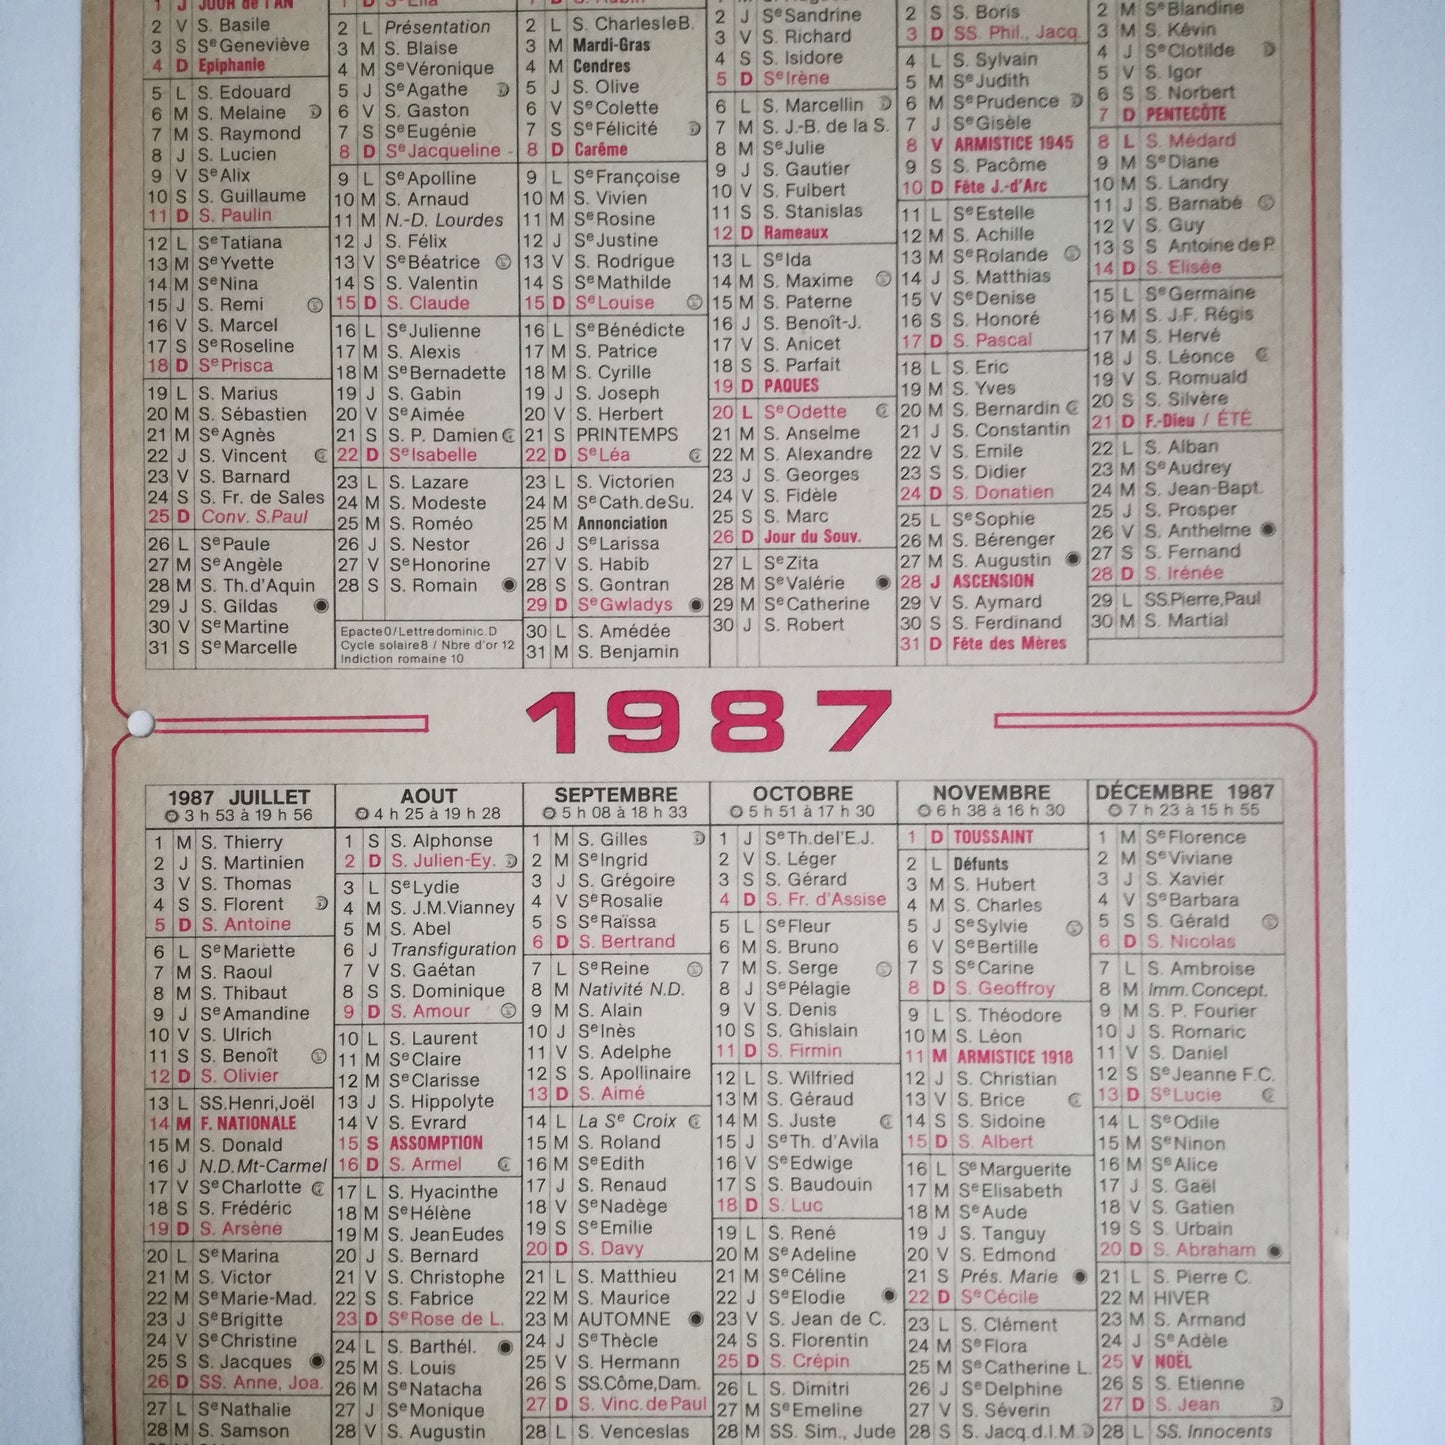 1 J JOUR de l'AN
2 V S. Basile
3 S Se Geneviève
4 D Epiphanie
5 L S. Edouard
6 M S. Melaine
7 M S. Raymond
8 J S. Lucien
9 V Se Alix
10 S S. Guillaume
11 D S. Paulin
12 L Se Tatiana
13 M Se Yvette
14 M Se Nina
15 J S. Remi
16 V S. Marcel
17 S Se Roseline
18 D Se Prisca
19 L S. Marius
20 M S. Sébastien
21 M Se Agnès
22 J S. Vincent
23 V S. Barnard
24 S S. Fr. de Sales
25 D Conv. S.Paul
26 L Se Paule
27 M Se Angèle
28 M S. Th. d'Aquin
29 J S. Gildas
30 V Se Martine
31 S Se Marcelle
1 D Se Ella
2 L Présentation
3 M S. Blaise
4 M Se Véronique
5 J Se Agathe
6 V S. Gaston
7 S Se Eugénie
8 D Se Jacqueline
9 L Se Apolline
10 M S. Arnaud
11 M N.-D. Lourdes
12 J S. Félix
13 V Se Béatrice
14 S S. Valentin
15 D S. Claude
16 L Se Julienne
17 M S. Alexis
18 M Se Bernadette
19 J S. Gabin
20 V Se Aimée
21 S S. P. Damien
22 D Se Isabelle
23 L S. Lazare
24 M S. Modeste
25 M S. Roméo
26 J S. Nestor
27 V Se Honorine
28 S S. Romain
Epacte 0 / Lettre dominic. D
Cycle solaire 8 / Nbre d'or 12
Indiction romaine 10
1 D S. Aubin
2 L S. Charles le B.
3 M Mardi-Gras
4 M Cendres
5 J S. Olive
6 V Se Colette
7 S Se Félicité
8 D Carême
9 L Se Françoise
10 M S. Vivien
11 M Se Rosine
12 J Se Justine
13 V S. Rodrigue
14 S Se Mathilde
15 D Se Louise
16 L Se Bénédicte
17 M S. Patrice
18 M S. Cyrille
19 J S. Joseph
20 V S. Herbert
21 S PRINTEMPS
22 D Se Léa
23 L S. Victorien
24 M Se Cath. de Su.
25 M Annonciation
26 J Se Larissa
27 V S. Habib
28 S S. Gontran
29 D Se Gwladys
30 L S. Amédée
31 M S. Benjamin
2 J Se Sandrine
3 V S. Richard
4 S S. Isidore
5 D Se Irène
6 L S. Marcellin
7 M S. J.-B. de la S.
8 M Se Julie
9 J S. Gautier
10 V S. Fulbert
11 S S. Stanislas
12 D Rameaux
13 L Se Ida
14 M S. Maxime
15 M S. Paterne
16 J S. Benoît-J.
17 V S. Anicet
18 S S. Parfait
19 D PAQUES
20 L Se Odette
21 M S. Anselme
22 M S. Alexandre
23 J S. Georges
24 V S. Fidèle
25 S S. Marc
26 D Jour du Souv.
27 L Se Zita
28 M Se Valérie
29 M Se Catherine
30 J S. Robert
2 S S. Boris
3 D SS. Phil., Jacq.
4 L S. Sylvain
5 M Se Judith
6 M Se Prudence
7 J Se Gisèle
8 V ARMISTICE 1945
9 S S. Pacôme
10 D Fête J.-d'Arc
11 L Se Estelle
12 M S. Achille
13 M Se Rolande
14 J S. Matthias
15 V Se Denise
16 S S. Honoré
17 D S. Pascal
18 L S. Eric
19 M S. Yves
20 M S. Bernardin
21 J S. Constantin
22 V S. Emile
23 S S. Didier
24 D S. Donatien
25 L Se Sophie
26 M S. Bérenger
27 M S. Augustin
28 J ASCENSION
29 V S. Aymard
30 S S. Ferdinand
31 D Fête des Mères
2 M Se Blandine
3 M S. Kévin
4 J Se Clotilde
5 V S. Igor
6 S S. Norbert
7 D PENTECÔTE
8 L S. Médard
9 M Se Diane
10 M S. Landry
11 J S. Barnabé
12 V S. Guy
13 S S Antoine de P.
14 D S. Elisée
15 L Se Germaine
16 M S. J.F. Régis
17 M S. Hervé
18 J S. Léonce
19 V S. Romuald
20 S S. Silvère
21 D F.-Dieu / ÉTÉ
22 L S. Alban
23 M Se Audrey
24 M S. Jean-Bapt.
25 J S. Prosper
26 V S. Anthelme
27 S S. Fernand
28 D S. Irénée
29 L SS.Pierre,Paul
30 M S. Martial
1987
1987 JUILLET
3 h 53 à 19 h 56
1 M S. Thierry
2 J S. Martinien
3 V S. Thomas
4 S S. Florent
5 D S. Antoine
6 L Se Mariette
7 M S. Raoul
8 M S. Thibaut
9 J Se Amandine
10 V S. Ulrich
11 S S. Benoît
12 D S. Olivier
13 L SS.Henri,Joël
14 M F. NATIONALE
15 M S. Donald
16 J N.D.Mt-Carmel
17 V Se Charlotte
18 S S. Frédéric
19 D S. Arsène
20 L Se Marina
21 M S. Victor
22 M Se Marie-Mad.
23 J Se Brigitte
24 V Se Christine
25 S S. Jacques
26 D SS. Anne, Joa.
27 L Se Nathalie
28 M S. Samson
AOUT
4 h 25 à 19 h 28
1 S S. Alphonse
2 D S. Julien-Ey.
3 L Se Lydie
4 M S. J.M.Vianney
5 M S. Abel
6 J Transfiguration
7 V S. Gaétan
8 S S. Dominique
9 D S. Amour
10 L S. Laurent
11 M Se Claire
12 M Se Clarisse
13 J S. Hippolyte
14 V S. Evrard
15 S ASSOMPTION
16 D S. Armel
17 L S. Hyacinthe
18 M Se Hélène
19 M S. Jean Eudes
20 J S. Bernard
21 V S. Christophe
22 S S. Fabrice
23 D Se Rose de L.
24 L S. Barthél.
25 M S. Louis
26 M Se Natacha
27 J Se Monique
28 V S. Augustin
SEPTEMBRE
5 h 08 à 18 h 33
1 M S. Gilles
2 M Se Ingrid
3 J S. Grégoire
4 V Se Rosalie
5 S Se Raïssa
6 D S. Bertrand
7 L Se Reine
8 M Nativité N.D.
9 M S. Alain
10 J Se Inès
11 V S. Adelphe
12 S S. Apollinaire
13 D S. Aimé
14 L La Se Croix
15 M S. Roland
16 M Se Edith
17 J S. Renaud
18 V Se Nadège
19 S Se Emilie
20 D S. Davy
21 L S. Matthieu
22 M S. Maurice
23 M AUTOMNE
24 J Se Thècle
25 V S. Hermann
26 S SS.Côme,Dam.
27 D S. Vinc. de Paul
28 L S. Venceslas
OCTOBRE
5 h 51 à 17 h 30
1 J Se Th.del'E.J.
2 V S. Léger
3 S S. Gérard
4 D S. Fr. d'Assise
5 L Se Fleur
6 M S. Bruno
7 M S. Serge
8 J Se Pélagie
9 V S. Denis
10 S S. Ghislain
11 D S. Firmin
12 L S. Wilfried
13 M S. Géraud
14 M S. Juste
15 J Se Th. d'Avila
16 V Se Edwige
17 S S. Baudouin
18 D S. Luc
19 L S. René
20 M Se Adeline
21 M Se Céline
22 J Se Elodie
23 V S. Jean de C.
24 S S. Florentin
25 D S. Crépin
26 L S. Dimitri
27 M Se Emeline
28 M SS. Sim., Jude
NOVEMBRE
6 h 38 à 16 h 30
1 D TOUSSAINT
2 L Défunts
3 M S. Hubert
4 M S. Charles
5 J Se Sylvie
6 V Se Bertille
7 S Se Carine
8 D S. Geoffroy
9 L S. Théodore
10 M S. Léon
11 M ARMISTICE 1918
12 J S. Christian
13 V S. Brice
14 S S. Sidoine
15 D S. Albert
16 L Se Marguerite
17 M Se Elisabeth
18 M Se Aude
19 J S. Tanguy
20 V S. Edmond
21 S Prés. Marie
22 D Se Cécile
23 L S. Clément
24 M Se Flora
25 M Se Catherine L.
26 J Se Delphine
27 V S. Séverin
28 S S. Jacq.d.l.M.
DÉCEMBRE 1987
7 h 23 à 15 h 55
1 M Se Florence
2 M Se Viviane
3 J S. Xavier
4 V Se Barbara
5 S S. Gérald
6 D S. Nicolas
7 L S. Ambroise
8 M Imm. Concept.
9 M S. P. Fourier
10 J S. Romaric
11 V S. Daniel
12 S Se Jeanne F.C.
13 D Se Lucie
14 L Se Odile
15 M Se Ninon
16 M Se Alice
17 J S. Gaël
18 V S. Gatien
19 S S. Urbain
20 D S. Abraham
21 L S. Pierre C.
22 M HIVER
23 M S. Armand
24 J Se Adèle
25 V NOËL
26 S S. Etienne
27 D S. Jean
28 L SS. Innocents